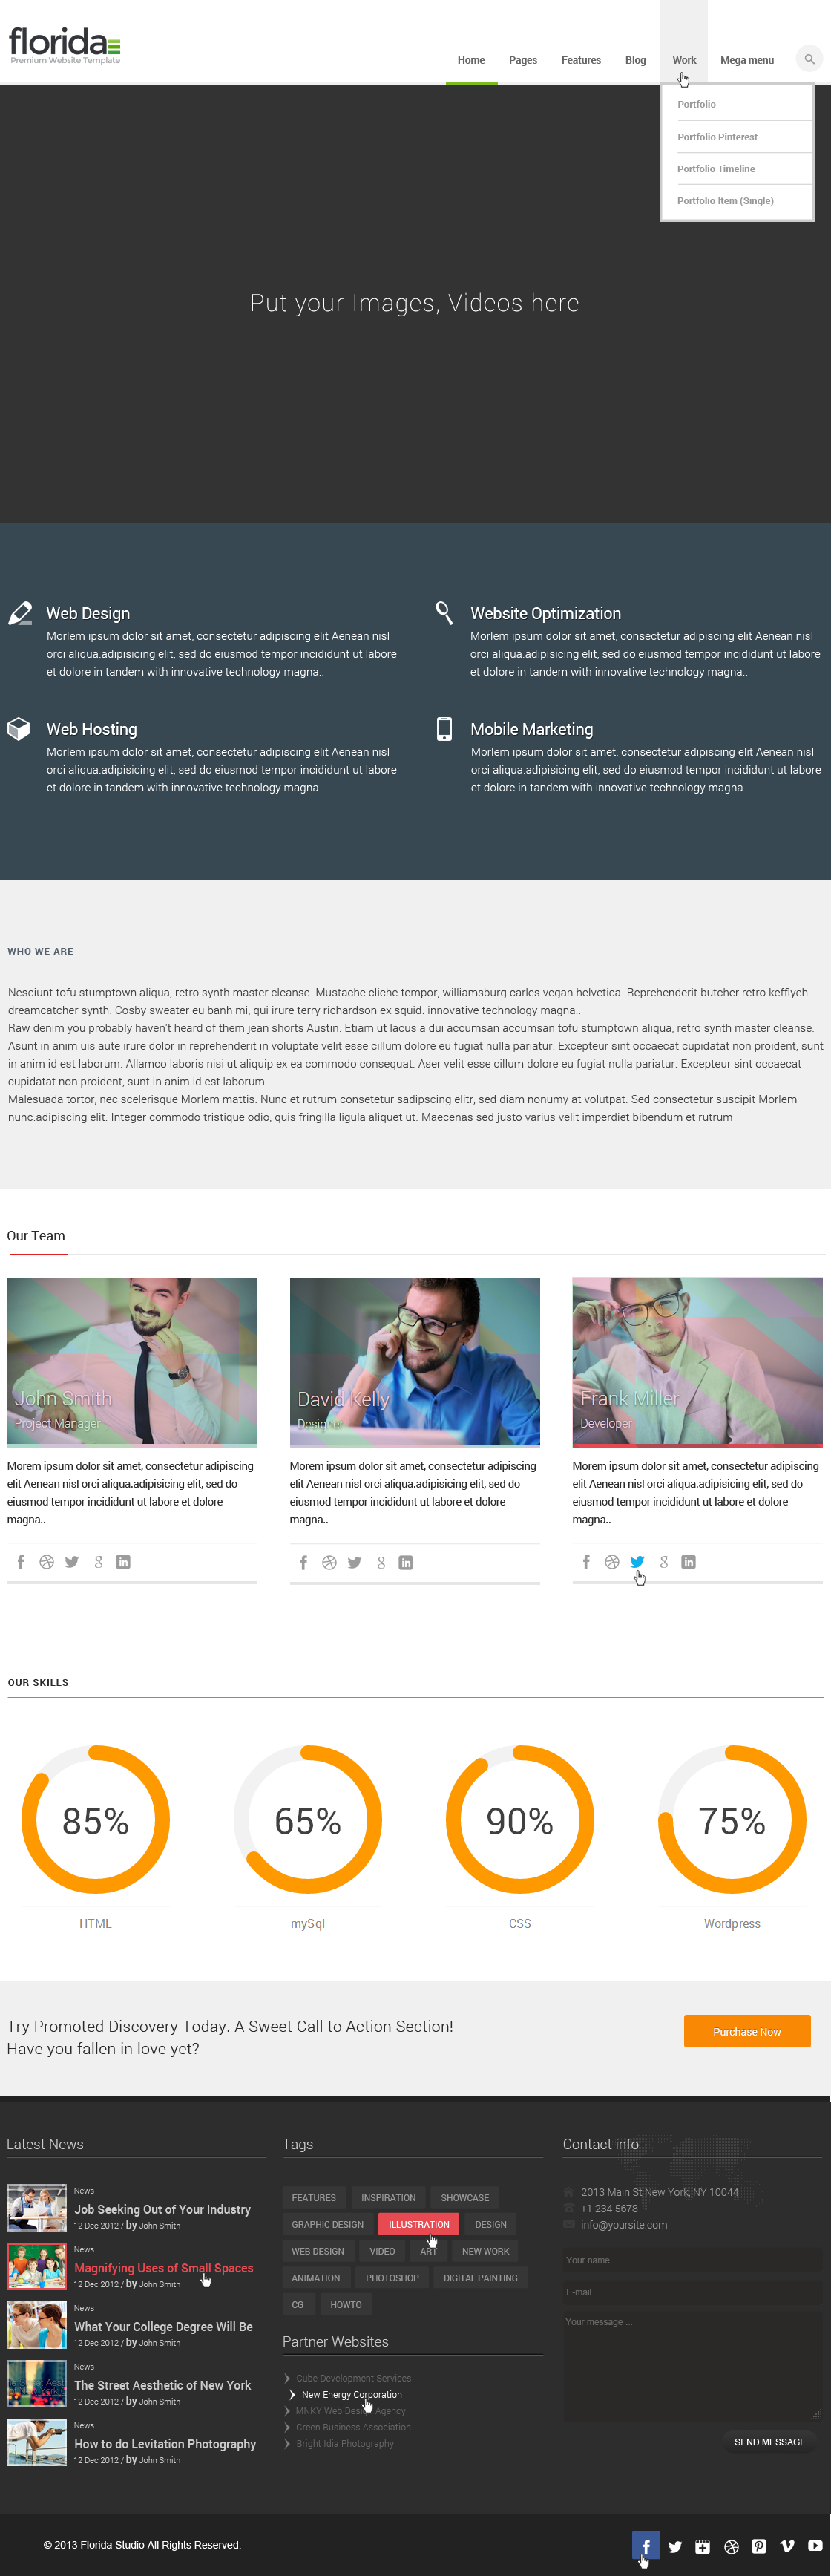 florida
Premium Website Template
Home Pages Features Blog Work Mega menu
Portfolio
Portfolio Pinterest
Portfolio Timeline
Portfolio Item (Single)
Put your Images, Videos here
Web Design
Morlem ipsum dolor sit amet, consectetur adipiscing elit Aenean nisl
orci aliqua.adipisicing elit, sed do eiusmod tempor incididunt ut labore
et dolore in tandem with innovative technology magna..
Website Optimization
Morlem ipsum dolor sit amet, consectetur adipiscing elit Aenean nisl
orci aliqua.adipisicing elit, sed do eiusmod tempor incididunt ut labore
et dolore in tandem with innovative technology magna..
Web Hosting
Morlem ipsum dolor sit amet, consectetur adipiscing elit Aenean nisl
orci aliqua.adipisicing elit, sed do eiusmod tempor incididunt ut labore
et dolore in tandem with innovative technology magna..
Mobile Marketing
Morlem ipsum dolor sit amet, consectetur adipiscing elit Aenean nisl
orci aliqua.adipisicing elit, sed do eiusmod tempor incididunt ut labore
et dolore in tandem with innovative technology magna..
WHO WE ARE
Nesciunt tofu stumptown aliqua, retro synth master cleanse. Mustache cliche tempor, williamsburg carles vegan helvetica. Reprehenderit butcher retro keffiyeh
dreamcatcher synth. Cosby sweater eu banh mi, qui irure terry richardson ex squid. innovative technology magna..
Raw denim you probably haven't heard of them jean shorts Austin. Etiam ut lacus a dui accumsan accumsan tofu stumptown aliqua, retro synth master cleanse.
Asunt in anim uis aute irure dolor in reprehenderit in voluptate velit esse cillum dolore eu fugiat nulla pariatur. Excepteur sint occaecat cupidatat non proident, sunt
in anim id est laborum. Allamco laboris nisi ut aliquip ex ea commodo consequat. Aser velit esse cillum dolore eu fugiat nulla pariatur. Excepteur sint occaecat
cupidatat non proident, sunt in anim id est laborum.
Malesuada tortor, nec scelerisque Morlem mattis. Nunc et rutrum consetetur sadipscing elitr, sed diam nonumy at volutpat. Sed consectetur suscipit Morlem
nunc.adipiscing elit. Integer commodo tristique odio, quis fringilla ligula aliquet ut. Maecenas sed justo varius velit imperdiet bibendum et rutrum
Our Team
John Smith
Project Manager
Morem ipsum dolor sit amet, consectetur adipiscing
elit Aenean nisl orci aliqua.adipisicing elit, sed do
eiusmod tempor incididunt ut labore et dolore
magna..
David Kelly
Designer
Morem ipsum dolor sit amet, consectetur adipiscing
elit Aenean nisl orci aliqua.adipisicing elit, sed do
eiusmod tempor incididunt ut labore et dolore
magna..
Frank Miller
Developer
Morem ipsum dolor sit amet, consectetur adipiscing
elit Aenean nisl orci aliqua.adipisicing elit, sed do
eiusmod tempor incididunt ut labore et dolore
magna..
OUR SKILLS
85% 65% 90% 75%
HTML mySql CSS Wordpress
Try Promoted Discovery Today. A Sweet Call to Action Section!
Have you fallen in love yet?
Purchase Now
Latest News
News
Job Seeking Out of Your Industry
12 Dec 2012 / by John Smith
News
Magnifying Uses of Small Spaces
12 Dec 2012 / by John Smith
News
What Your College Degree Will Be
12 Dec 2012 / by John Smith
News
The Street Aesthetic of New York
12 Dec 2012 / by John Smith
News
How to do Levitation Photography
12 Dec 2012 / by John Smith
Tags
FEATURES INSPIRATION SHOWCASE
GRAPHIC DESIGN ILLUSTRATION DESIGN
WEB DESIGN VIDEO ART NEW WORK
ANIMATION PHOTOSHOP DIGITAL PAINTING
CG HOWTO
Partner Websites
Cube Development Services
New Energy Corporation
MNKY Web Design Agency
Green Business Association
Bright Idia Photography
Contact info
2013 Main St New York, NY 10044
+1 234 5678
info@yoursite.com
Your name ...
E-mail ...
Your message ...
SEND MESSAGE
© 2013 Florida Studio All Rights Reserved.